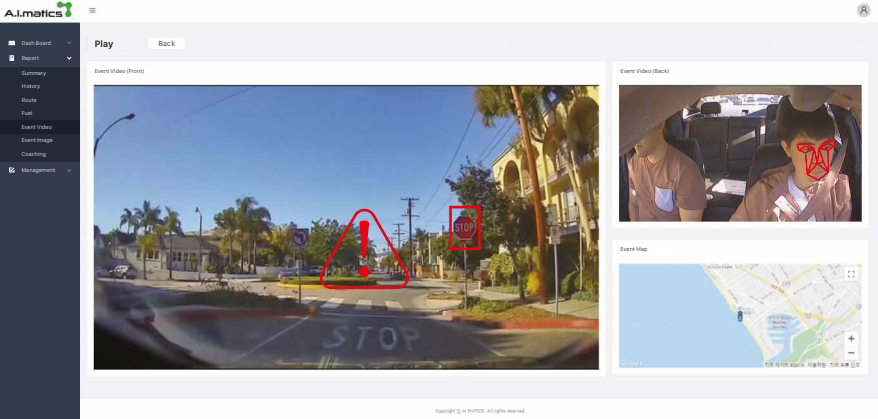 A.I.matics
Dash Board
Report
Summary
History
Route
Fuel
Event Video
Event Image
Coaching
Management
Play
Back
Event Video (Front)
STOP
STOP
Event Video (Back)
Event Map
Google
Copyright ⓒ AI MATICS. All rights reserved